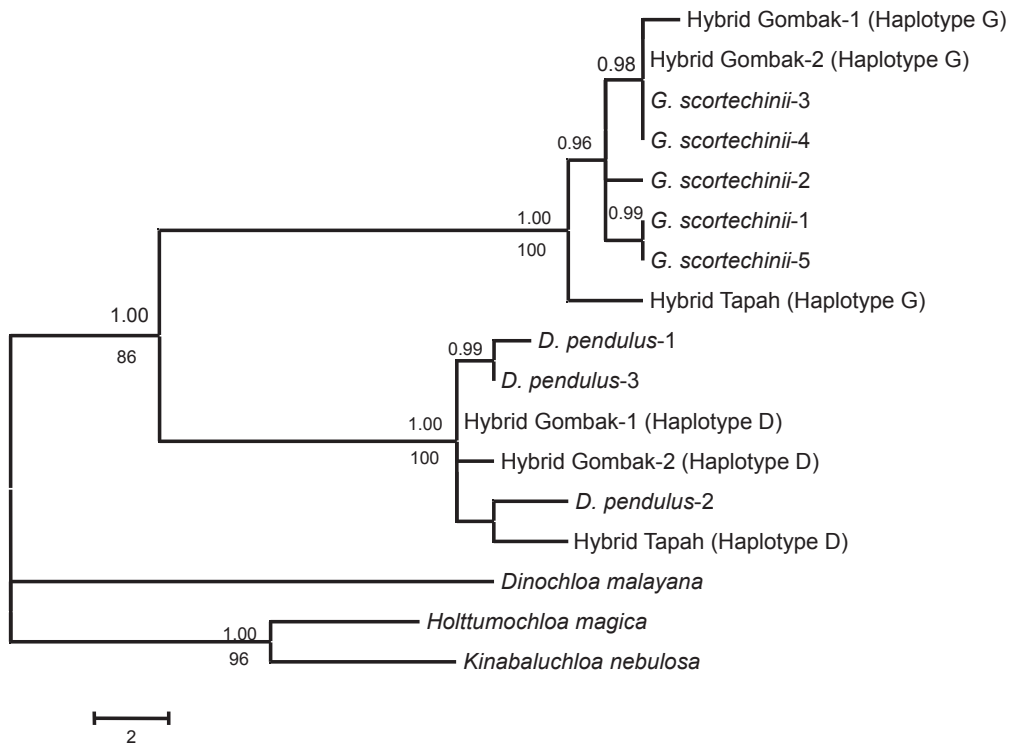 Hybrid Gombak-1 (Haplotype G)
0.98
Hybrid Gombak-2 (Haplotype G)
G. scortechinii-3
G. scortechinii-4
0.96
G. scortechinii-2
0.99
G. scortechinii-1
1.00
100
G. scortechinii-5
Hybrid Tapah (Haplotype G)
1.00
86
D. pendulus-1
0.99
D. pendulus-3
1.00
100
Hybrid Gombak-1 (Haplotype D)
Hybrid Gombak-2 (Haplotype D)
D. pendulus-2
Hybrid Tapah (Haplotype D)
Dinochloa malayana
Holttumochloa magica
1.00
96
Kinabaluchloa nebulosa
2